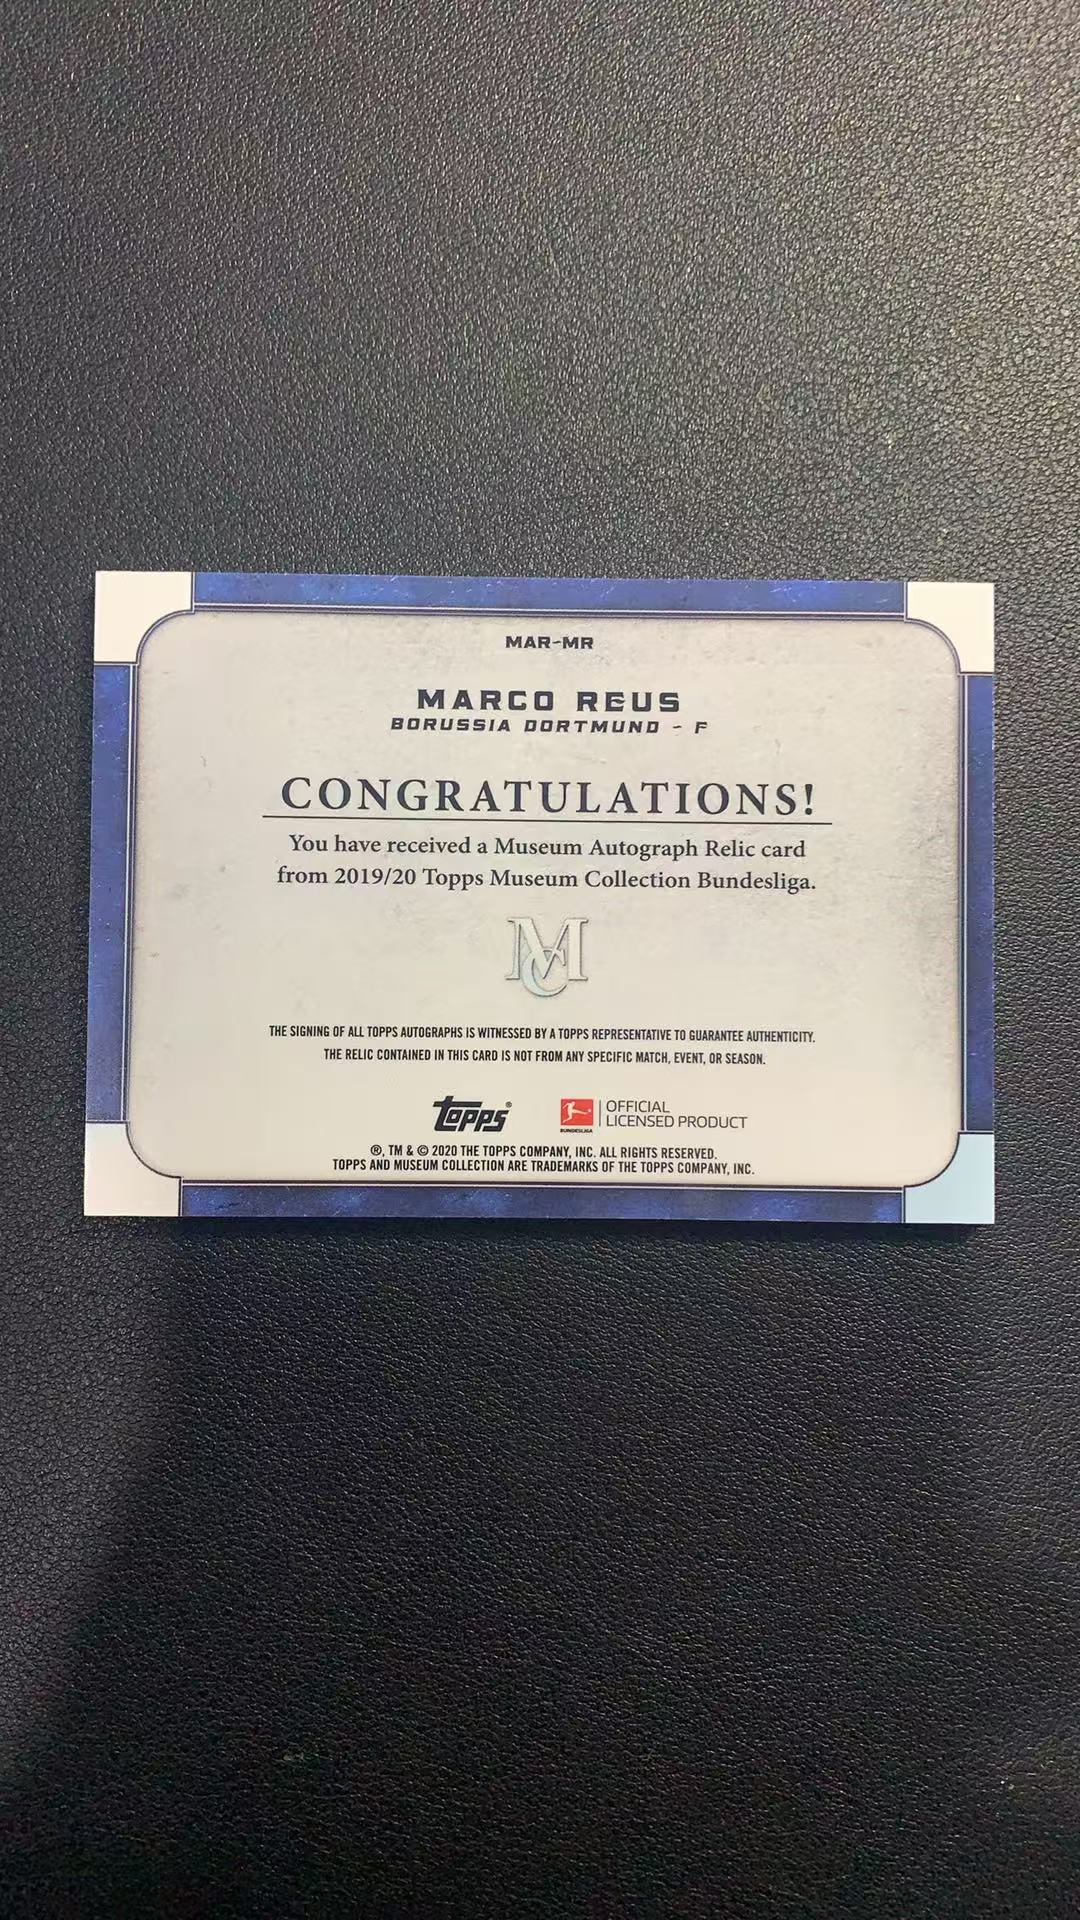 MAR-MR
MARCO REUS
BORUSSIA DORTMUND - F
CONGRATULATIONS!
You have received a Museum Autograph Relic card
from 2019/20 Topps Museum Collection Bundesliga.
MC
THE SIGNING OF ALL TOPPS AUTOGRAPHS IS WITNESSED BY A TOPPS REPRESENTATIVE TO GUARANTEE AUTHENTICITY.
THE RELIC CONTAINED IN THIS CARD IS NOT FROM ANY SPECIFIC MATCH, EVENT, OR SEASON.
topps®
BUNDESLIGA
OFFICIAL
LICENSED PRODUCT
®, TM & © 2020 THE TOPPS COMPANY, INC. ALL RIGHTS RESERVED.
TOPPS AND MUSEUM COLLECTION ARE TRADEMARKS OF THE TOPPS COMPANY, INC.